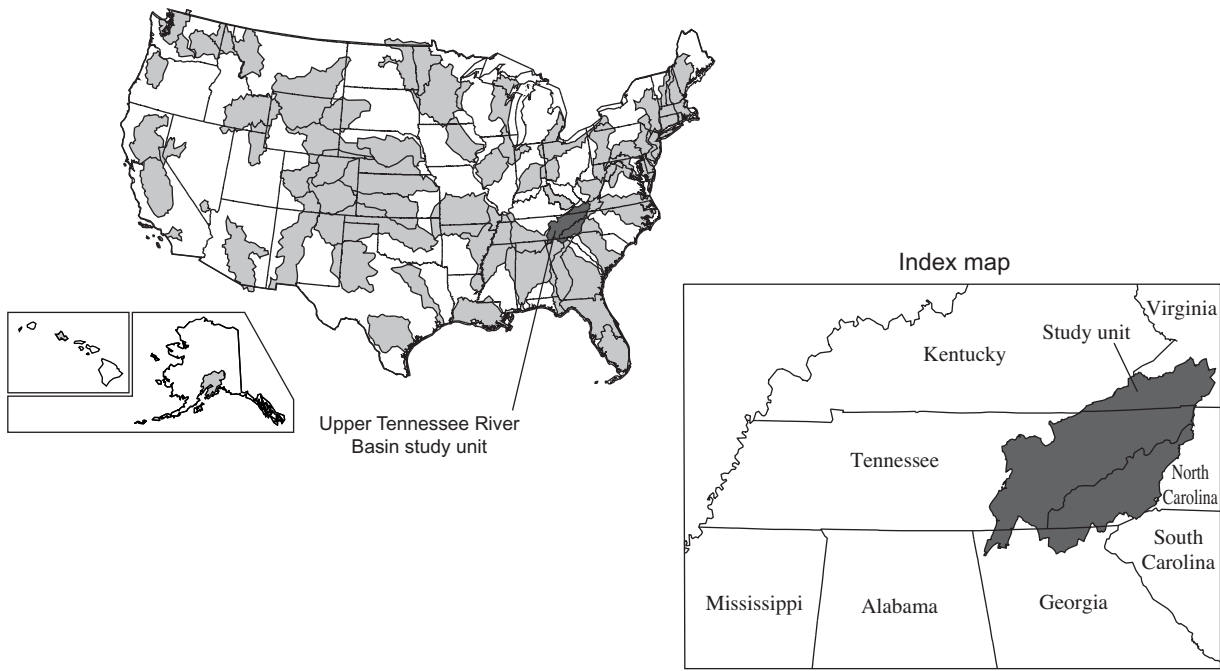 Upper Tennessee River
Basin study unit
Index map
Virginia
Study unit
Kentucky
Tennessee
North
Carolina
South
Carolina
Mississippi
Alabama
Georgia